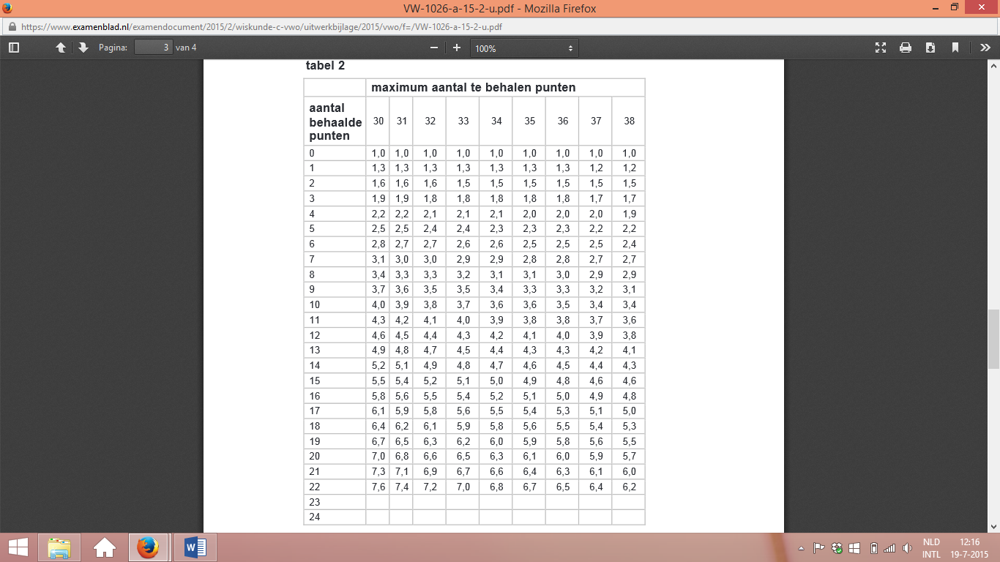 VW-1026-a-15-2-u.pdf - Mozilla Firefox
https://www.examenblad.nl/examendocument/2015/2/wiskunde-c-vwo/uitwerkbijlage/2015/vwo/f=/VW-1026-a-15-2-u.pdf
Pagina: 3 van 4 100%
tabel 2
maximum aantal te behalen punten
aantal
behaalde
punten
30 31 32 33 34 35 36 37 38
0 1,0 1,0 1,0 1,0 1,0 1,0 1,0 1,0 1,0
1 1,3 1,3 1,3 1,3 1,3 1,3 1,3 1,2 1,2
2 1,6 1,6 1,6 1,5 1,5 1,5 1,5 1,5 1,5
3 1,9 1,9 1,8 1,8 1,8 1,8 1,8 1,7 1,7
4 2,2 2,2 2,1 2,1 2,1 2,0 2,0 2,0 1,9
5 2,5 2,5 2,4 2,4 2,3 2,3 2,3 2,2 2,2
6 2,8 2,7 2,7 2,6 2,6 2,5 2,5 2,5 2,4
7 3,1 3,0 3,0 2,9 2,9 2,8 2,8 2,7 2,7
8 3,4 3,3 3,3 3,2 3,1 3,1 3,0 2,9 2,9
9 3,7 3,6 3,5 3,5 3,4 3,3 3,3 3,2 3,1
10 4,0 3,9 3,8 3,7 3,6 3,6 3,5 3,4 3,4
11 4,3 4,2 4,1 4,0 3,9 3,8 3,8 3,7 3,6
12 4,6 4,5 4,4 4,3 4,2 4,1 4,0 3,9 3,8
13 4,9 4,8 4,7 4,5 4,4 4,3 4,3 4,2 4,1
14 5,2 5,1 4,9 4,8 4,7 4,6 4,5 4,4 4,3
15 5,5 5,4 5,2 5,1 5,0 4,9 4,8 4,6 4,6
16 5,8 5,6 5,5 5,4 5,2 5,1 5,0 4,9 4,8
17 6,1 5,9 5,8 5,6 5,5 5,4 5,3 5,1 5,0
18 6,4 6,2 6,1 5,9 5,8 5,6 5,5 5,4 5,3
19 6,7 6,5 6,3 6,2 6,0 5,9 5,8 5,6 5,5
20 7,0 6,8 6,6 6,5 6,3 6,1 6,0 5,9 5,7
21 7,3 7,1 6,9 6,7 6,6 6,4 6,3 6,1 6,0
22 7,6 7,4 7,2 7,0 6,8 6,7 6,5 6,4 6,2
23
24
NLD 12:16
INTL 19-7-2015